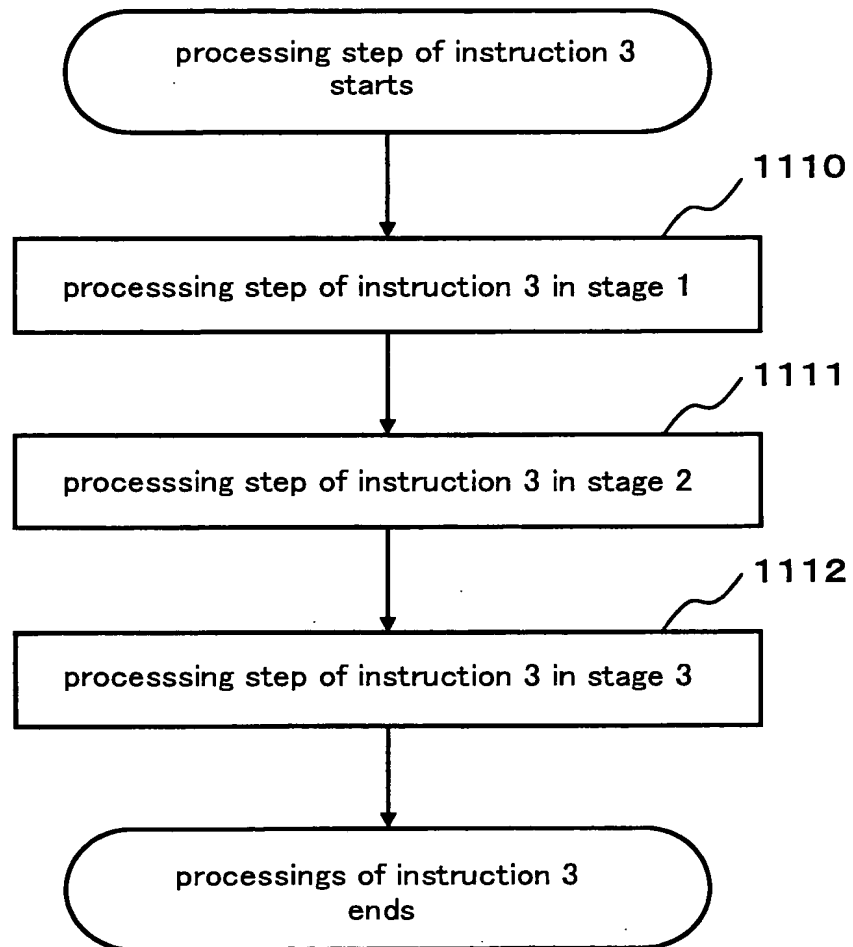 processing step of instruction 3
starts
1110
processsing step of instruction 3 in stage 1
1111
processsing step of instruction 3 in stage 2
1112
processsing step of instruction 3 in stage 3
processings of instruction 3
ends